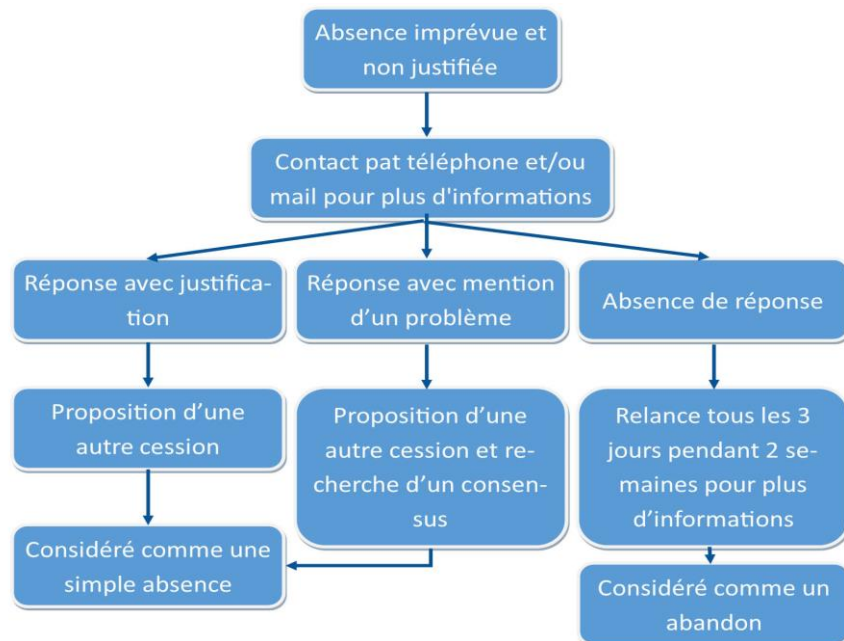 Absence imprévue et
non justifiée
Contact pat téléphone et/ou
mail pour plus d'informations
Réponse avec justifica-
tion
Réponse avec mention
d’un problème
Absence de réponse
Proposition d’une
autre cession
Proposition d’une
autre cession et re-
cherche d’un consen-
sus
Relance tous les 3
jours pendant 2 se-
maines pour plus
d’informations
Considéré comme une
simple absence
Considéré comme un
abandon